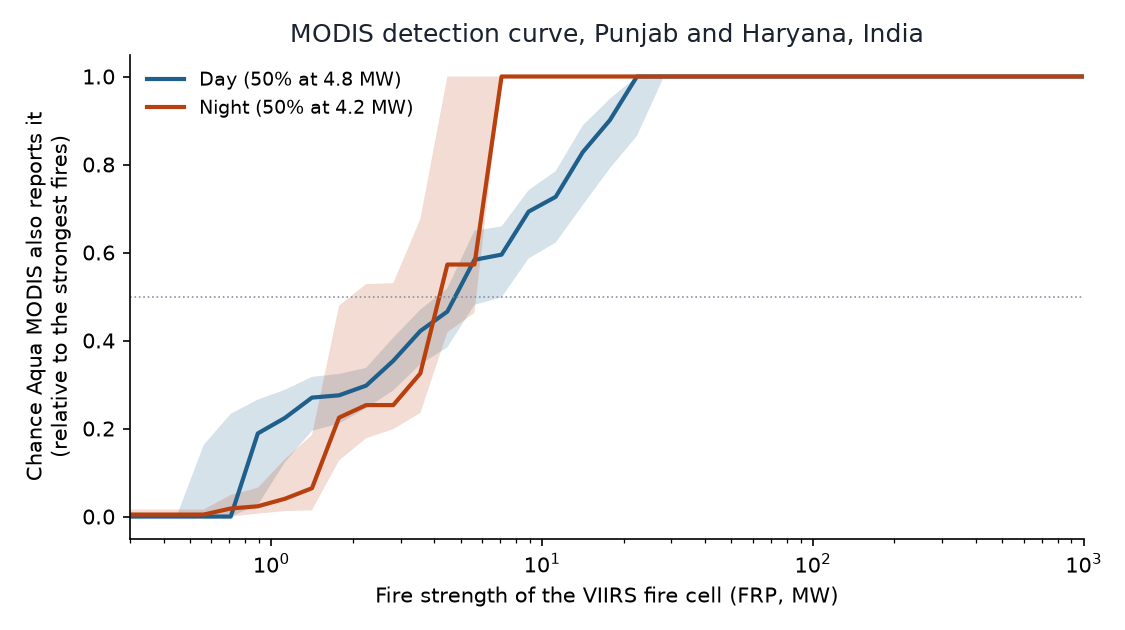 MODIS detection curve, Punjab and Haryana, India
Day (50% at 4.8 MW)
Night (50% at 4.2 MW)
Chance Aqua MODIS also reports it
(relative to the strongest fires)
1.0
0.8
0.6
0.4
0.2
0.0
10⁰ 10¹ 10² 10³
Fire strength of the VIIRS fire cell (FRP, MW)